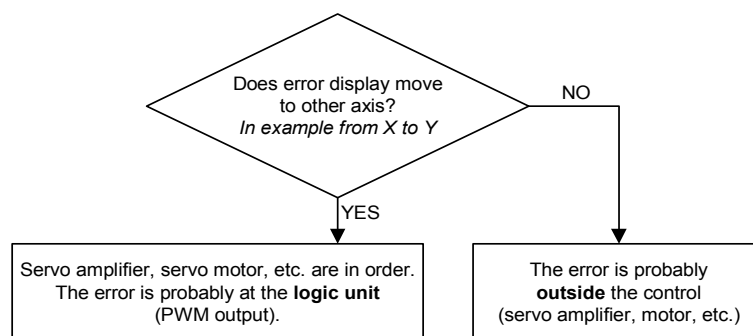 Does error display move
to other axis?
In example from X to Y
NO
YES
Servo amplifier, servo motor, etc. are in order.
The error is probably at the logic unit
(PWM output).
The error is probably
outside the control
(servo amplifier, motor, etc.)